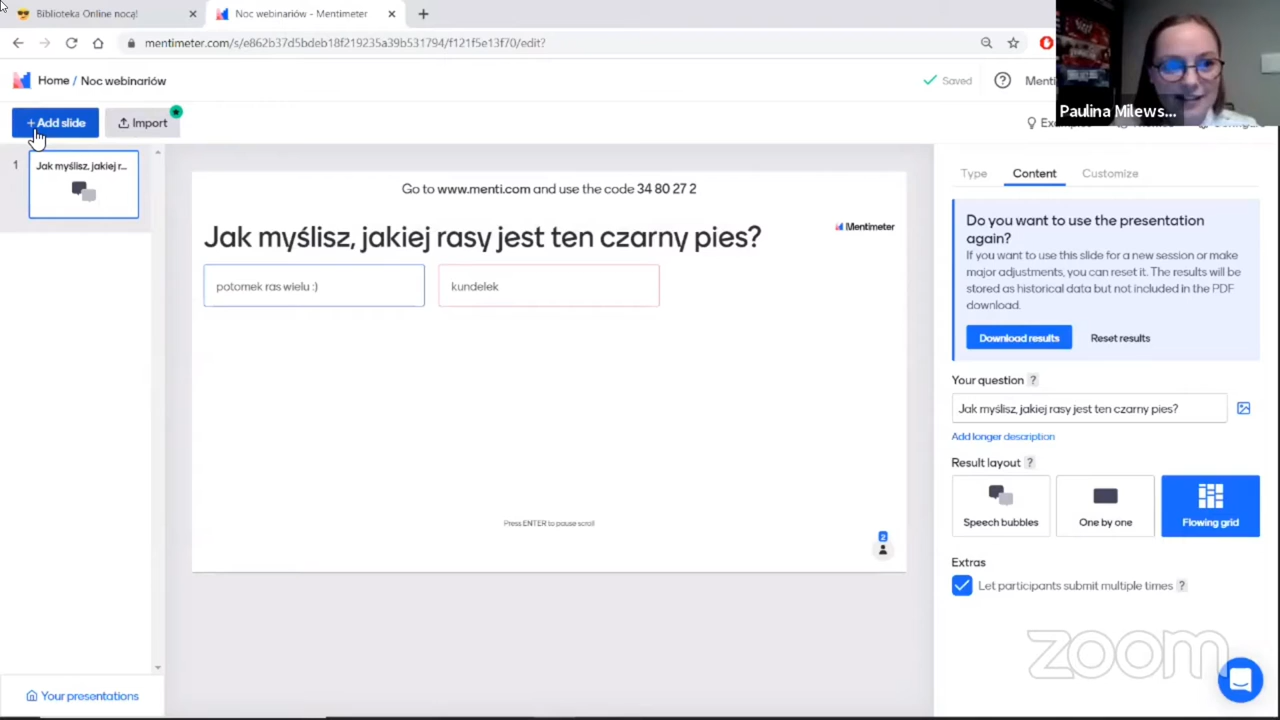 Biblioteka Online nocą!
Noc webinariów - Mentimeter
mentimeter.com/s/e862b37d5bdeb18f219235a39b531794/f121f5e13f70/edit?
Home / Noc webinariów
Saved
Menti
Paulina Milews...
+Add slide
Import
1
Jak myślisz, jakiej r...
Go to www.menti.com and use the code 34 80 27 2
Jak myślisz, jakiej rasy jest ten czarny pies?
Mentimeter
potomek ras wielu :)
kundelek
Press ENTER to pause scroll
2
Type
Content
Customize
Do you want to use the presentation
again?
If you want to use this slide for a new session or make
major adjustments, you can reset it. The results will be
stored as historical data but not included in the PDF
download.
Download results
Reset results
Your question ?
Jak myślisz, jakiej rasy jest ten czarny pies?
Add longer description
Result layout ?
Speech bubbles
One by one
Flowing grid
Extras
Let participants submit multiple times ?
zoom
Your presentations